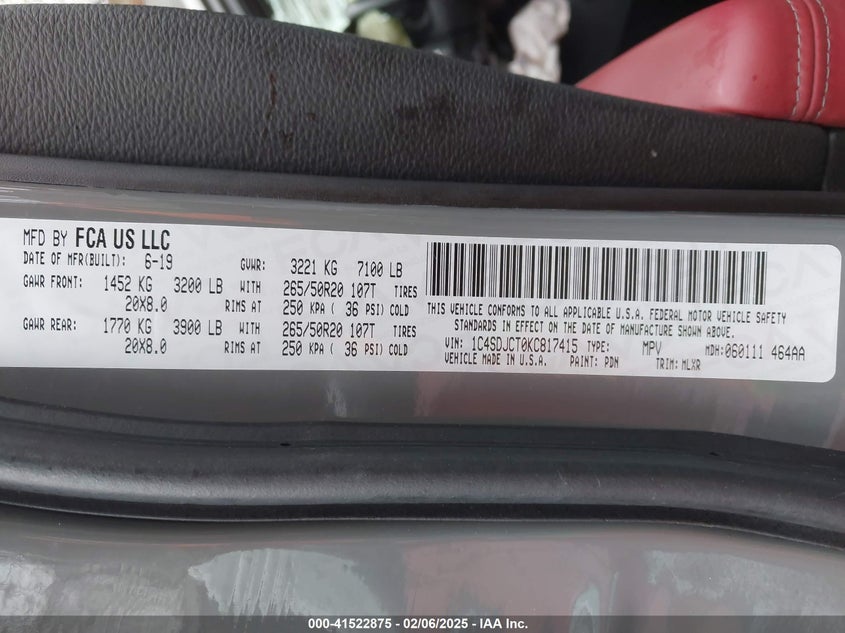 MFD BY FCA US LLC
DATE OF MFR(BUILT): 6-19 GVWR: 3221 KG 7100 LB
GAWR FRONT: 1452 KG 3200 LB WITH 265/50R20 107T TIRES
20X8.0 RIMS AT 250 KPA ( 36 PSI) COLD
GAWR REAR: 1770 KG 3900 LB WITH 265/50R20 107T TIRES
20X8.0 RIMS AT 250 KPA ( 36 PSI) COLD
THIS VEHICLE CONFORMS TO ALL APPLICABLE U.S.A. FEDERAL MOTOR VEHICLE SAFETY
STANDARDS IN EFFECT ON THE DATE OF MANUFACTURE SHOWN ABOVE.
VIN: 1C4SDJCT0KC817415 TYPE: MPV MDH:060111 464AA
VEHICLE MADE IN U.S.A. PAINT: PDN TRIM: MLXR
000-41522875 - 02/06/2025 - IAA Inc.